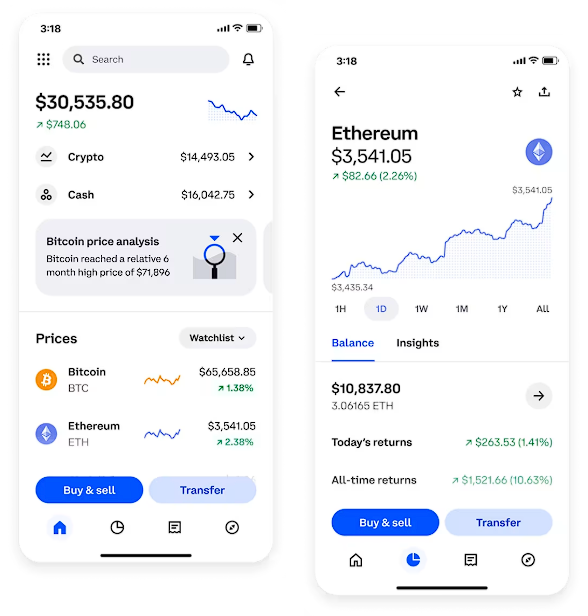 3:18
Search
$30,535.80
↗ $748.06
Crypto
$14,493.05
Cash
$16,042.75
Bitcoin price analysis
Bitcoin reached a relative 6
month high price of $71,896
Prices
Watchlist
Bitcoin
$65,658.85
BTC
↗ 1.38%
Ethereum
$3,541.05
ETH
↗ 2.38%
Buy & sell
Transfer
3:18
Ethereum
$3,541.05
↗ $82.66 (2.26%)
$3,541.05
$3,435.34
1H
1D
1W
1M
1Y
All
Balance
Insights
$10,837.80
3.06165 ETH
Today's returns
↗ $263.53 (1.41%)
All-time returns
↗ $1,521.66 (10.63%)
Buy & sell
Transfer